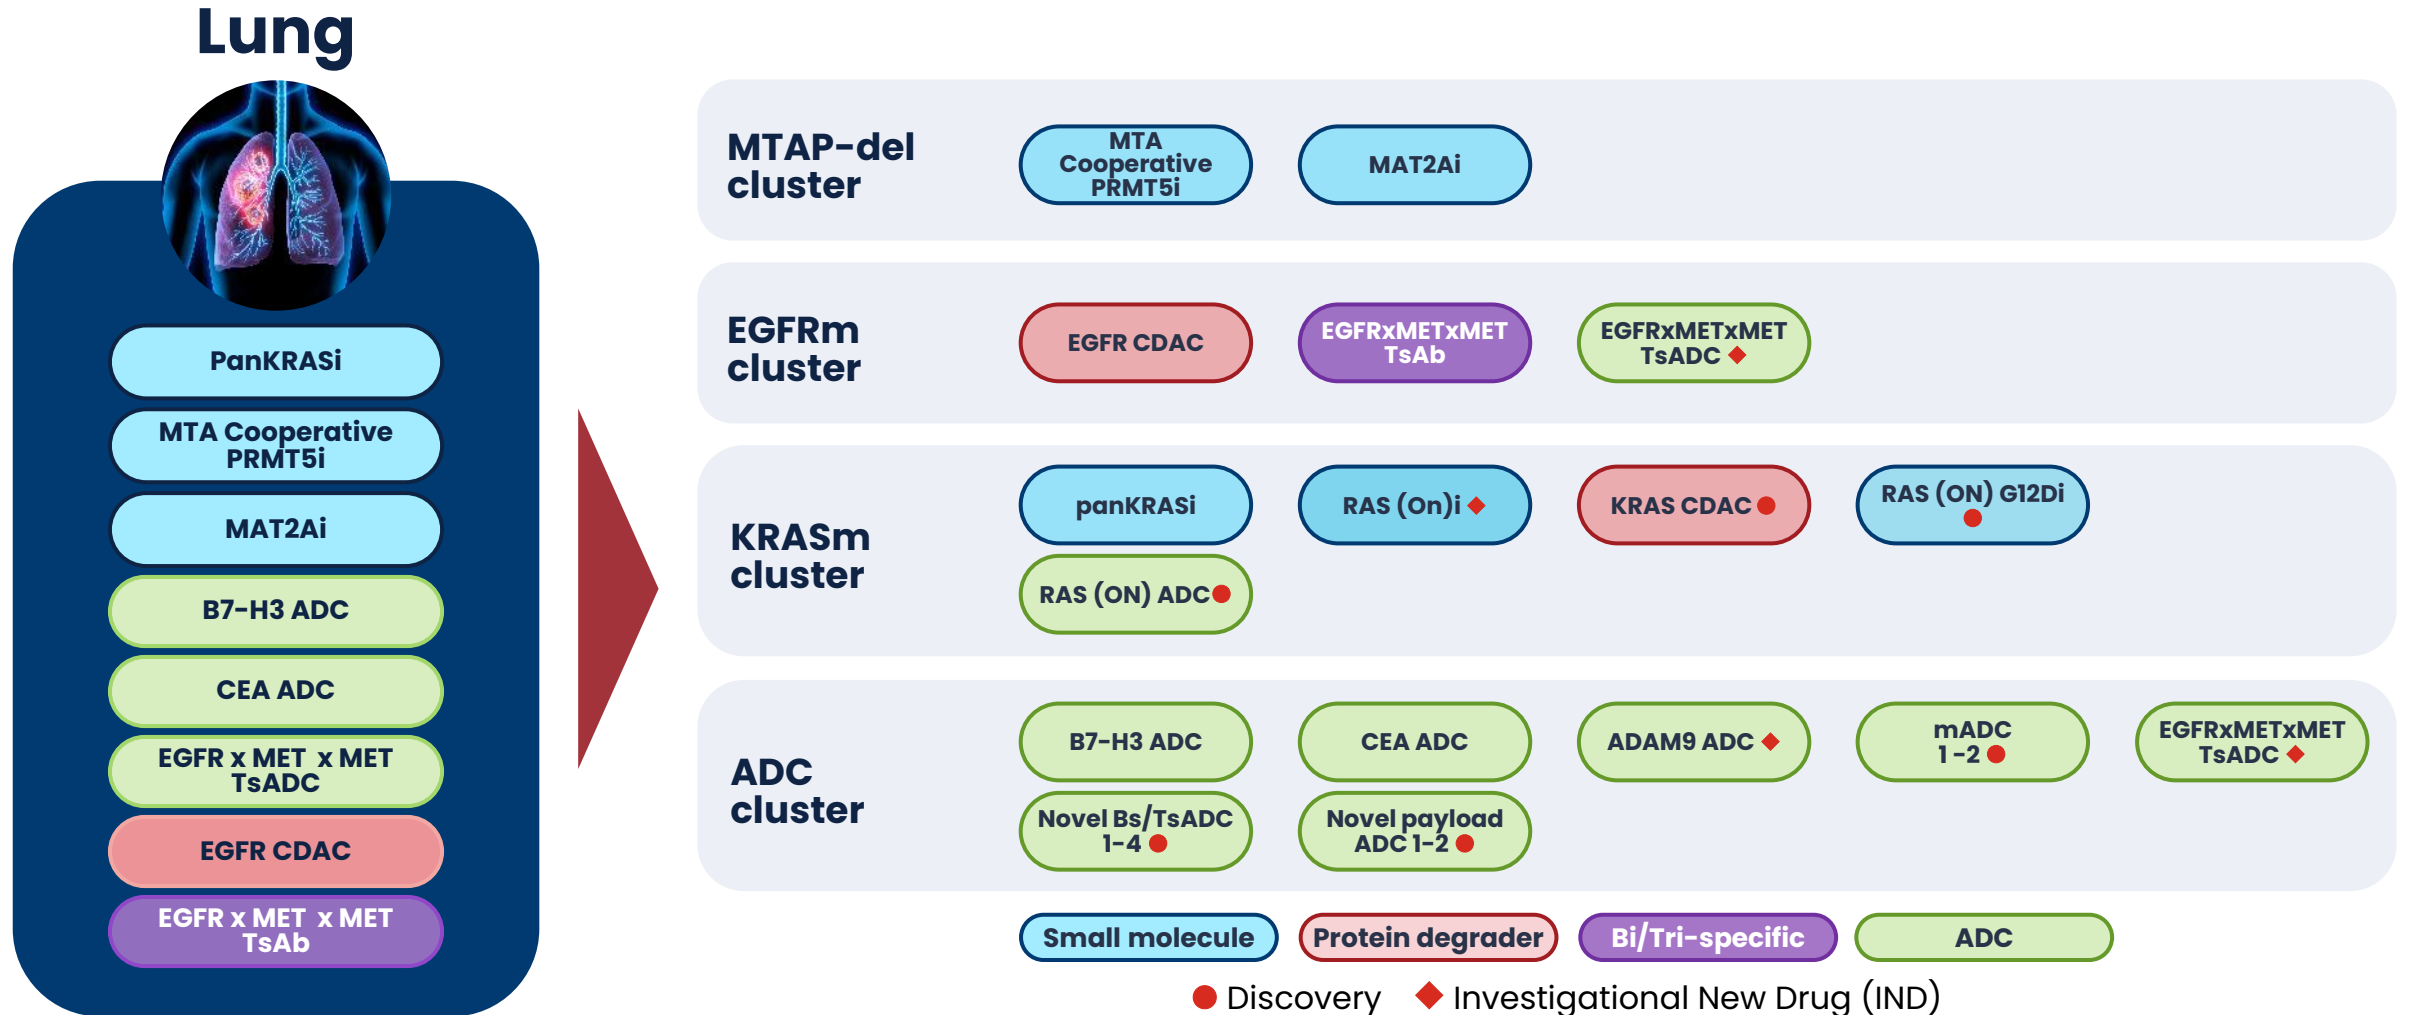 Lung
PanKRASi
MTA Cooperative
PRMT5i
MAT2Ai
B7-H3 ADC
CEA ADC
EGFR x MET x MET
TsADC
EGFR CDAC
EGFR x MET x MET
TsAb
MTAP-del
cluster
MTA
Cooperative
PRMT5i
MAT2Ai
EGFRm
cluster
EGFR CDAC
EGFRxMETxMET
TsAb
EGFRxMETxMET
TsADC
KRASm
cluster
panKRASi
RAS (On)i
KRAS CDAC
RAS (ON) G12Di
RAS (ON) ADC
ADC
cluster
B7-H3 ADC
CEA ADC
ADAM9 ADC
mADC
1 -2
EGFRxMETxMET
TsADC
Novel Bs/TsADC
1-4
Novel payload
ADC 1-2
Small molecule
Protein degrader
Bi/Tri-specific
ADC
Discovery
Investigational New Drug (IND)